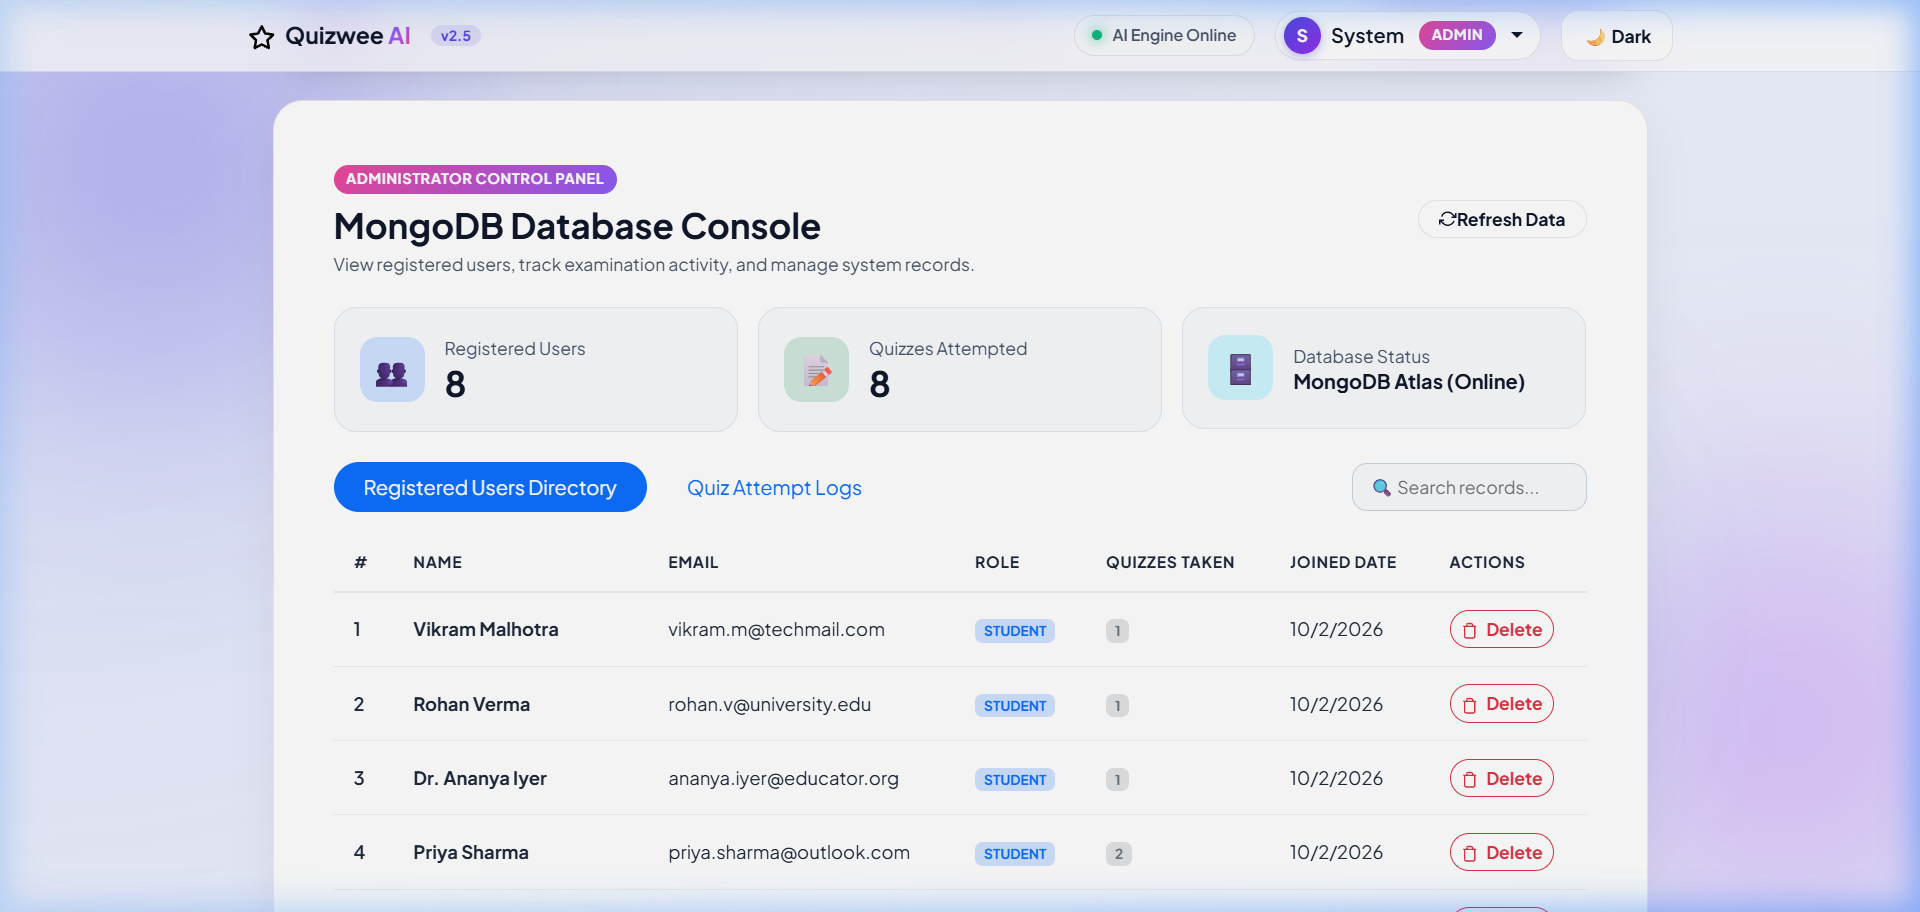 Quizwee AI v2.5 AI Engine Online S System ADMIN Dark
ADMINISTRATOR CONTROL PANEL
MongoDB Database Console
Refresh Data
View registered users, track examination activity, and manage system records.
Registered Users
8
Quizzes Attempted
8
Database Status
MongoDB Atlas (Online)
Registered Users Directory Quiz Attempt Logs Search records...
# NAME EMAIL ROLE QUIZZES TAKEN JOINED DATE ACTIONS
1 Vikram Malhotra vikram.m@techmail.com STUDENT 1 10/2/2026 Delete
2 Rohan Verma rohan.v@university.edu STUDENT 1 10/2/2026 Delete
3 Dr. Ananya Iyer ananya.iyer@educator.org STUDENT 1 10/2/2026 Delete
4 Priya Sharma priya.sharma@outlook.com STUDENT 2 10/2/2026 Delete